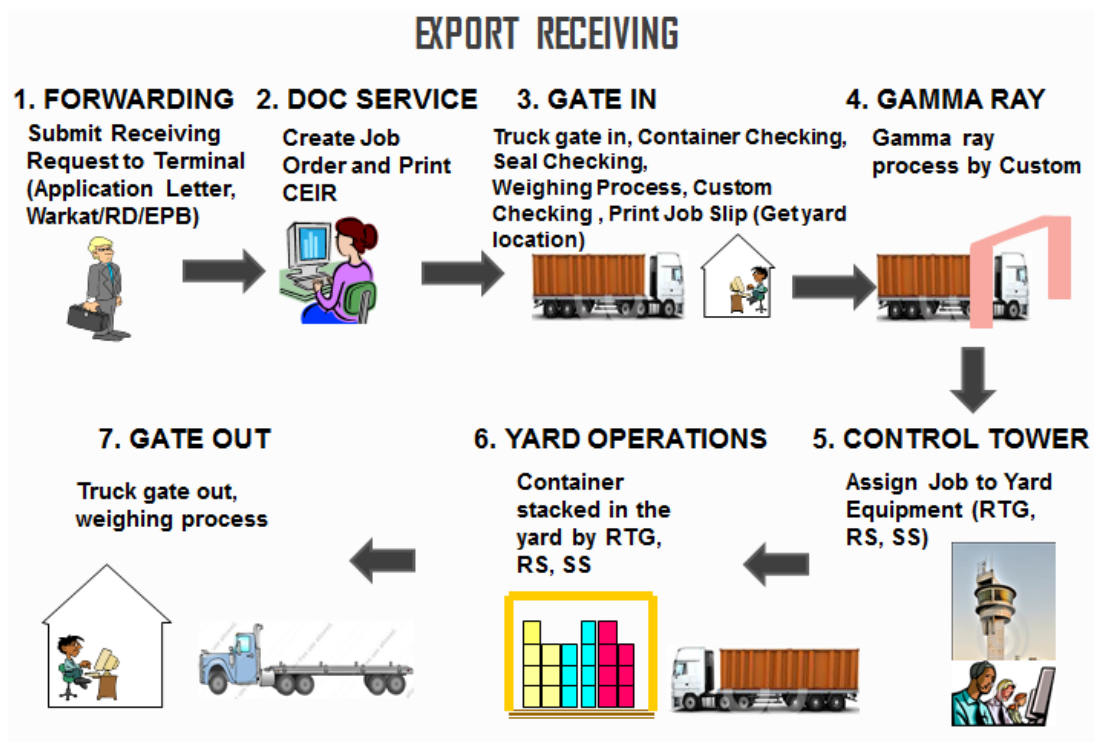 EXPORT RECEIVING
1. FORWARDING
Submit Receiving
Request to Terminal
(Application Letter,
Warkat/RD/EPB)
2. DOC SERVICE
Create Job
Order and Print
CEIR
3. GATE IN
Truck gate in, Container Checking,
Seal Checking,
Weighing Process, Custom
Checking , Print Job Slip (Get yard
location)
4. GAMMA RAY
Gamma ray
process by Custom
5. CONTROL TOWER
Assign Job to Yard
Equipment (RTG,
RS, SS)
6. YARD OPERATIONS
Container
stacked in the
yard by RTG,
RS, SS
7. GATE OUT
Truck gate out,
weighing process